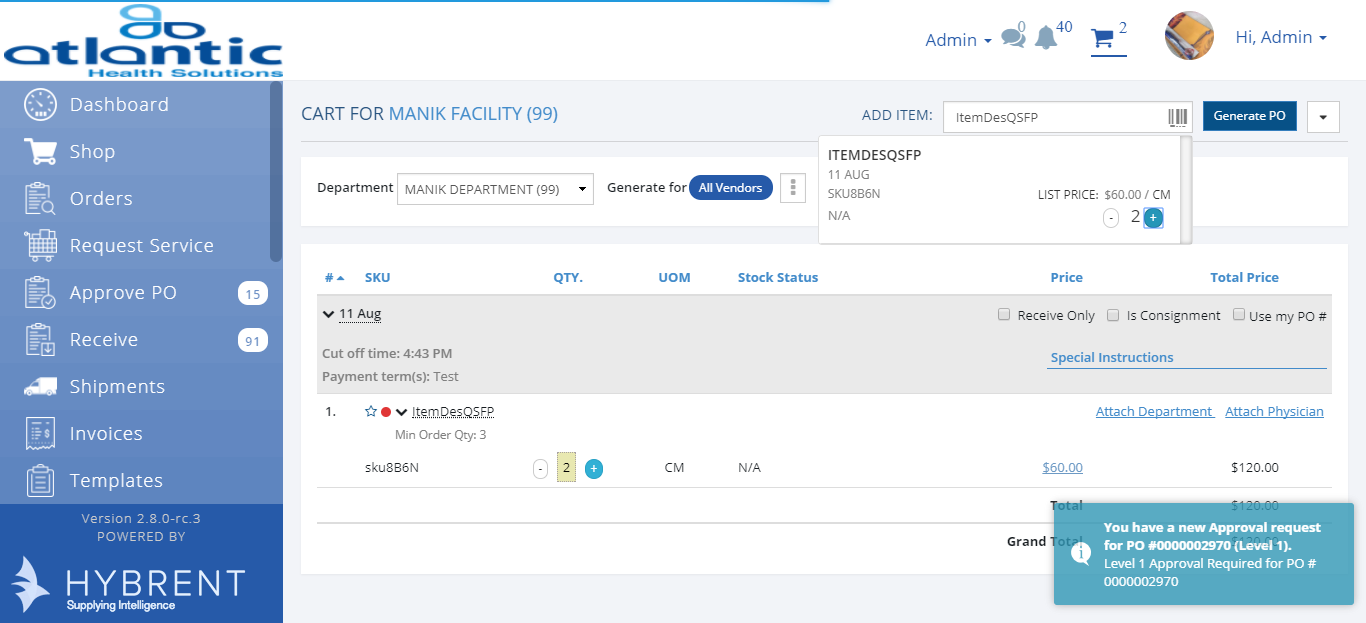 atlantic
Health Solutions
Admin
0
40
2
Hi, Admin
Dashboard
Shop
Orders
Request Service
Approve PO 15
Receive 91
Shipments
Invoices
Templates
Version 2.8.0-rc.3
POWERED BY
HYBRENT
Supplying Intelligence
CART FOR MANIK FACILITY (99)
ADD ITEM: ItemDesQSFP Generate PO
ITEMDESQSFP
11 AUG
SKU8B6N
LIST PRICE: $60.00 / CM
N/A - 2 +
Department MANIK DEPARTMENT (99) Generate for All Vendors
# SKU QTY. UOM Stock Status Price Total Price
11 Aug Receive Only Is Consignment Use my PO #
Cut off time: 4:43 PM
Special Instructions
Payment term(s): Test
1. ItemDesQSFP Attach Department Attach Physician
Min Order Qty: 3
sku8B6N - 2 + CM N/A $60.00 $120.00
Total $120.00
Grand Total $120.00
You have a new Approval request
for PO #0000002970 (Level 1).
Level 1 Approval Required for PO #
0000002970